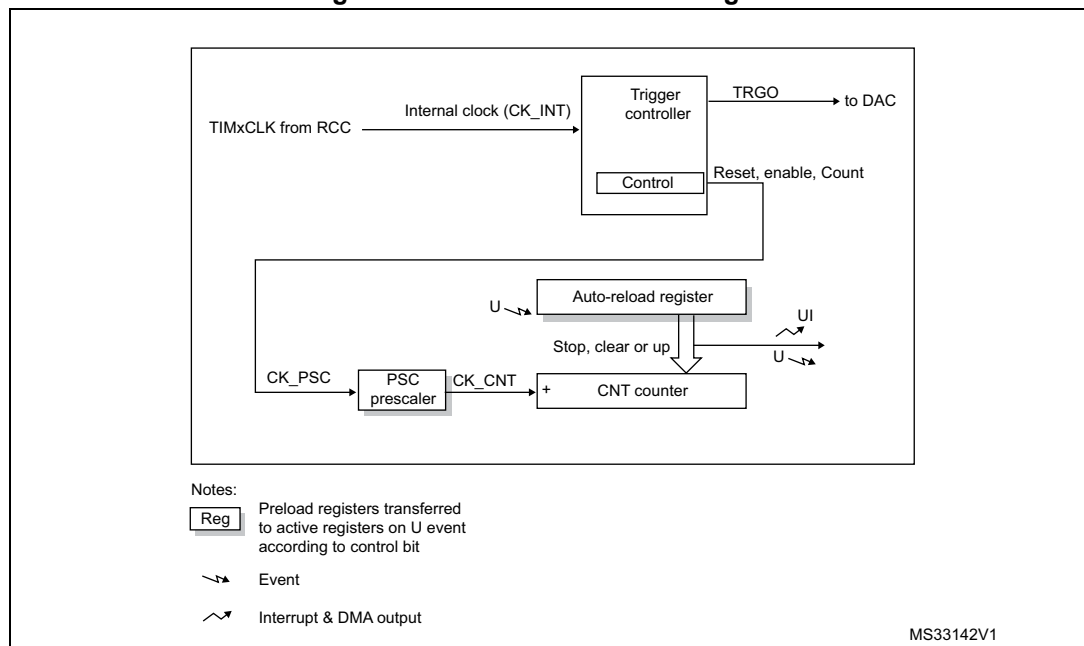 Trigger
controller
TRGO
to DAC
Internal clock (CK_INT)
TIMxCLK from RCC
Control
Reset, enable, Count
Auto-reload register
U
UI
Stop, clear or up
U
CK_PSC
PSC
prescaler
CK_CNT
+
CNT counter
Notes:
Reg
Preload registers transferred
to active registers on U event
according to control bit
Event
Interrupt & DMA output
MS33142V1